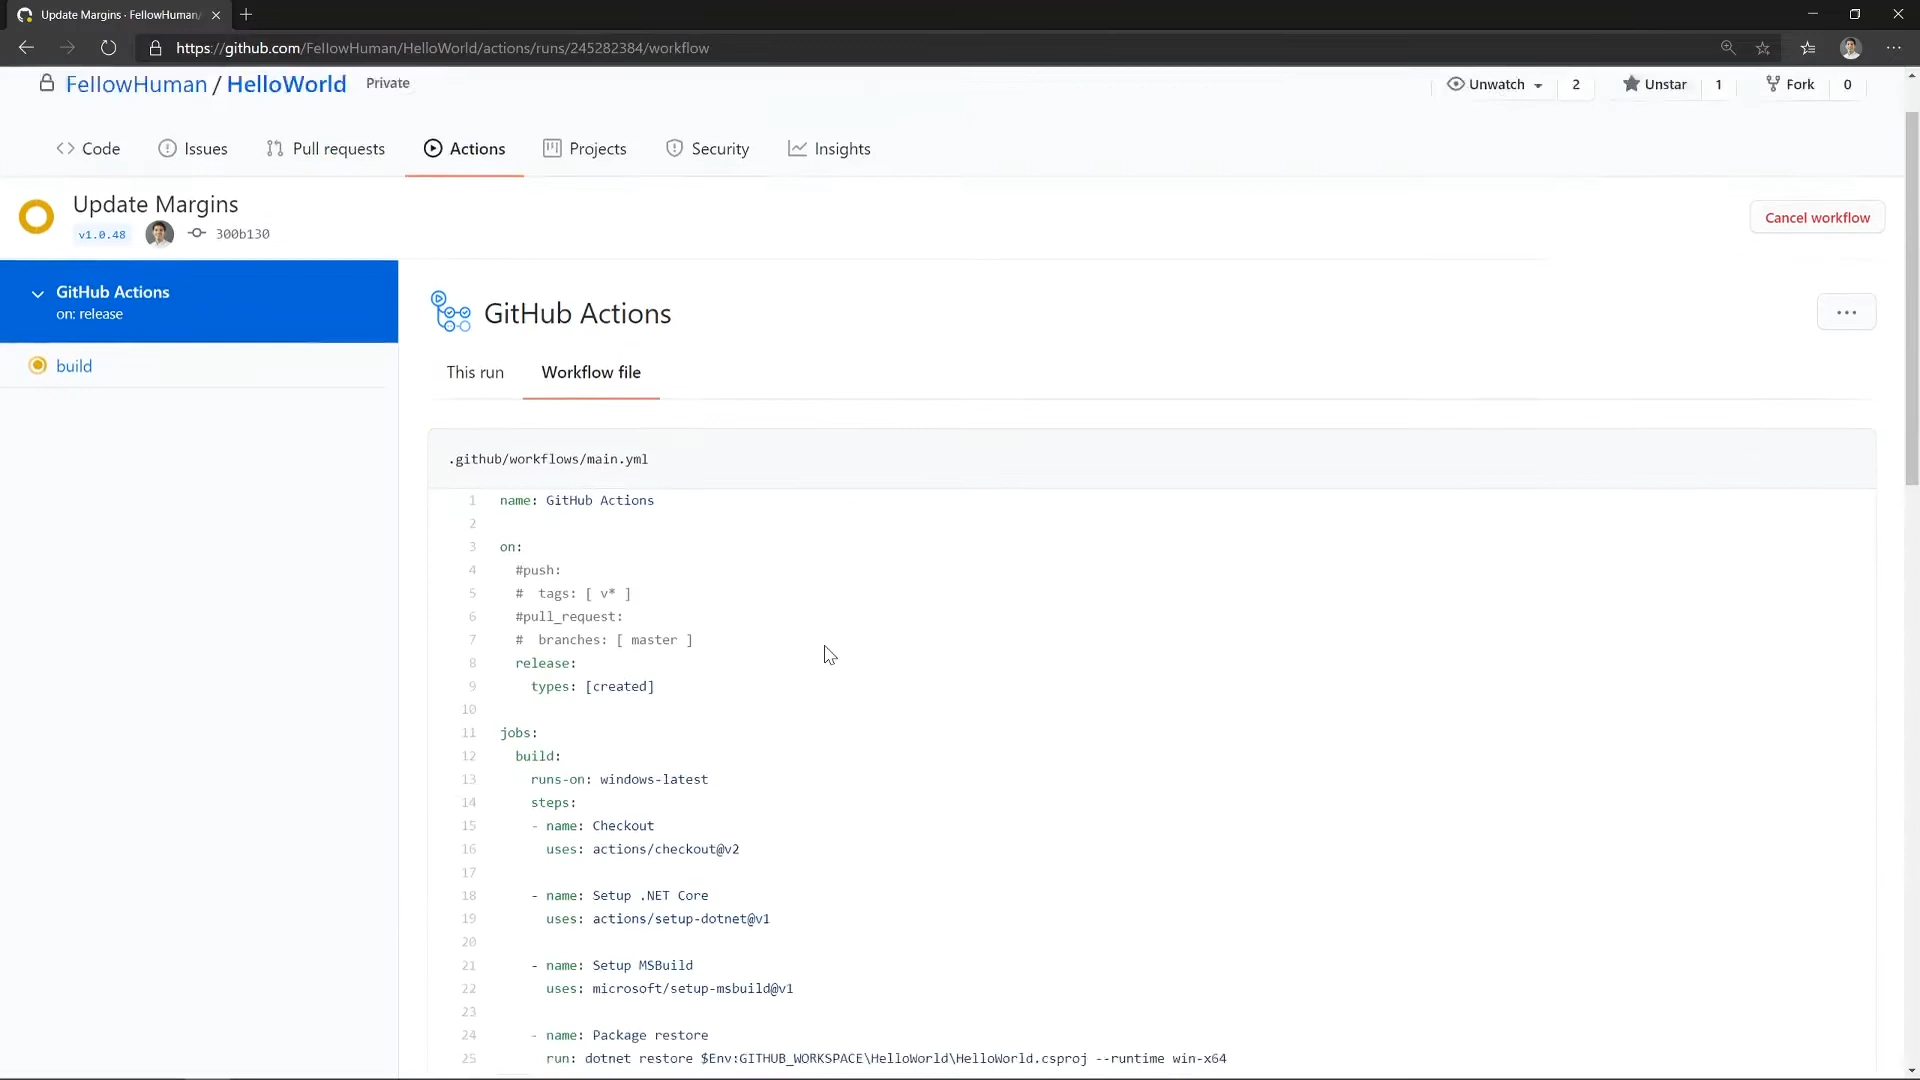 Update Margins · FellowHuman/
https://github.com/FellowHuman/HelloWorld/actions/runs/245282384/workflow
FellowHuman / HelloWorld Private
Unwatch 2 Unstar 1 Fork 0
Code Issues Pull requests Actions Projects Security Insights
Update Margins
v1.0.48 300b130
Cancel workflow
GitHub Actions
on: release
build
GitHub Actions
This run Workflow file
.github/workflows/main.yml
1 name: GitHub Actions
2
3 on:
4 #push:
5 # tags: [ v* ]
6 #pull_request:
7 # branches: [ master ]
8 release:
9 types: [created]
10
11 jobs:
12 build:
13 runs-on: windows-latest
14 steps:
15 - name: Checkout
16 uses: actions/checkout@v2
17
18 - name: Setup .NET Core
19 uses: actions/setup-dotnet@v1
20
21 - name: Setup MSBuild
22 uses: microsoft/setup-msbuild@v1
23
24 - name: Package restore
25 run: dotnet restore $Env:GITHUB_WORKSPACE\HelloWorld\HelloWorld.csproj --runtime win-x64